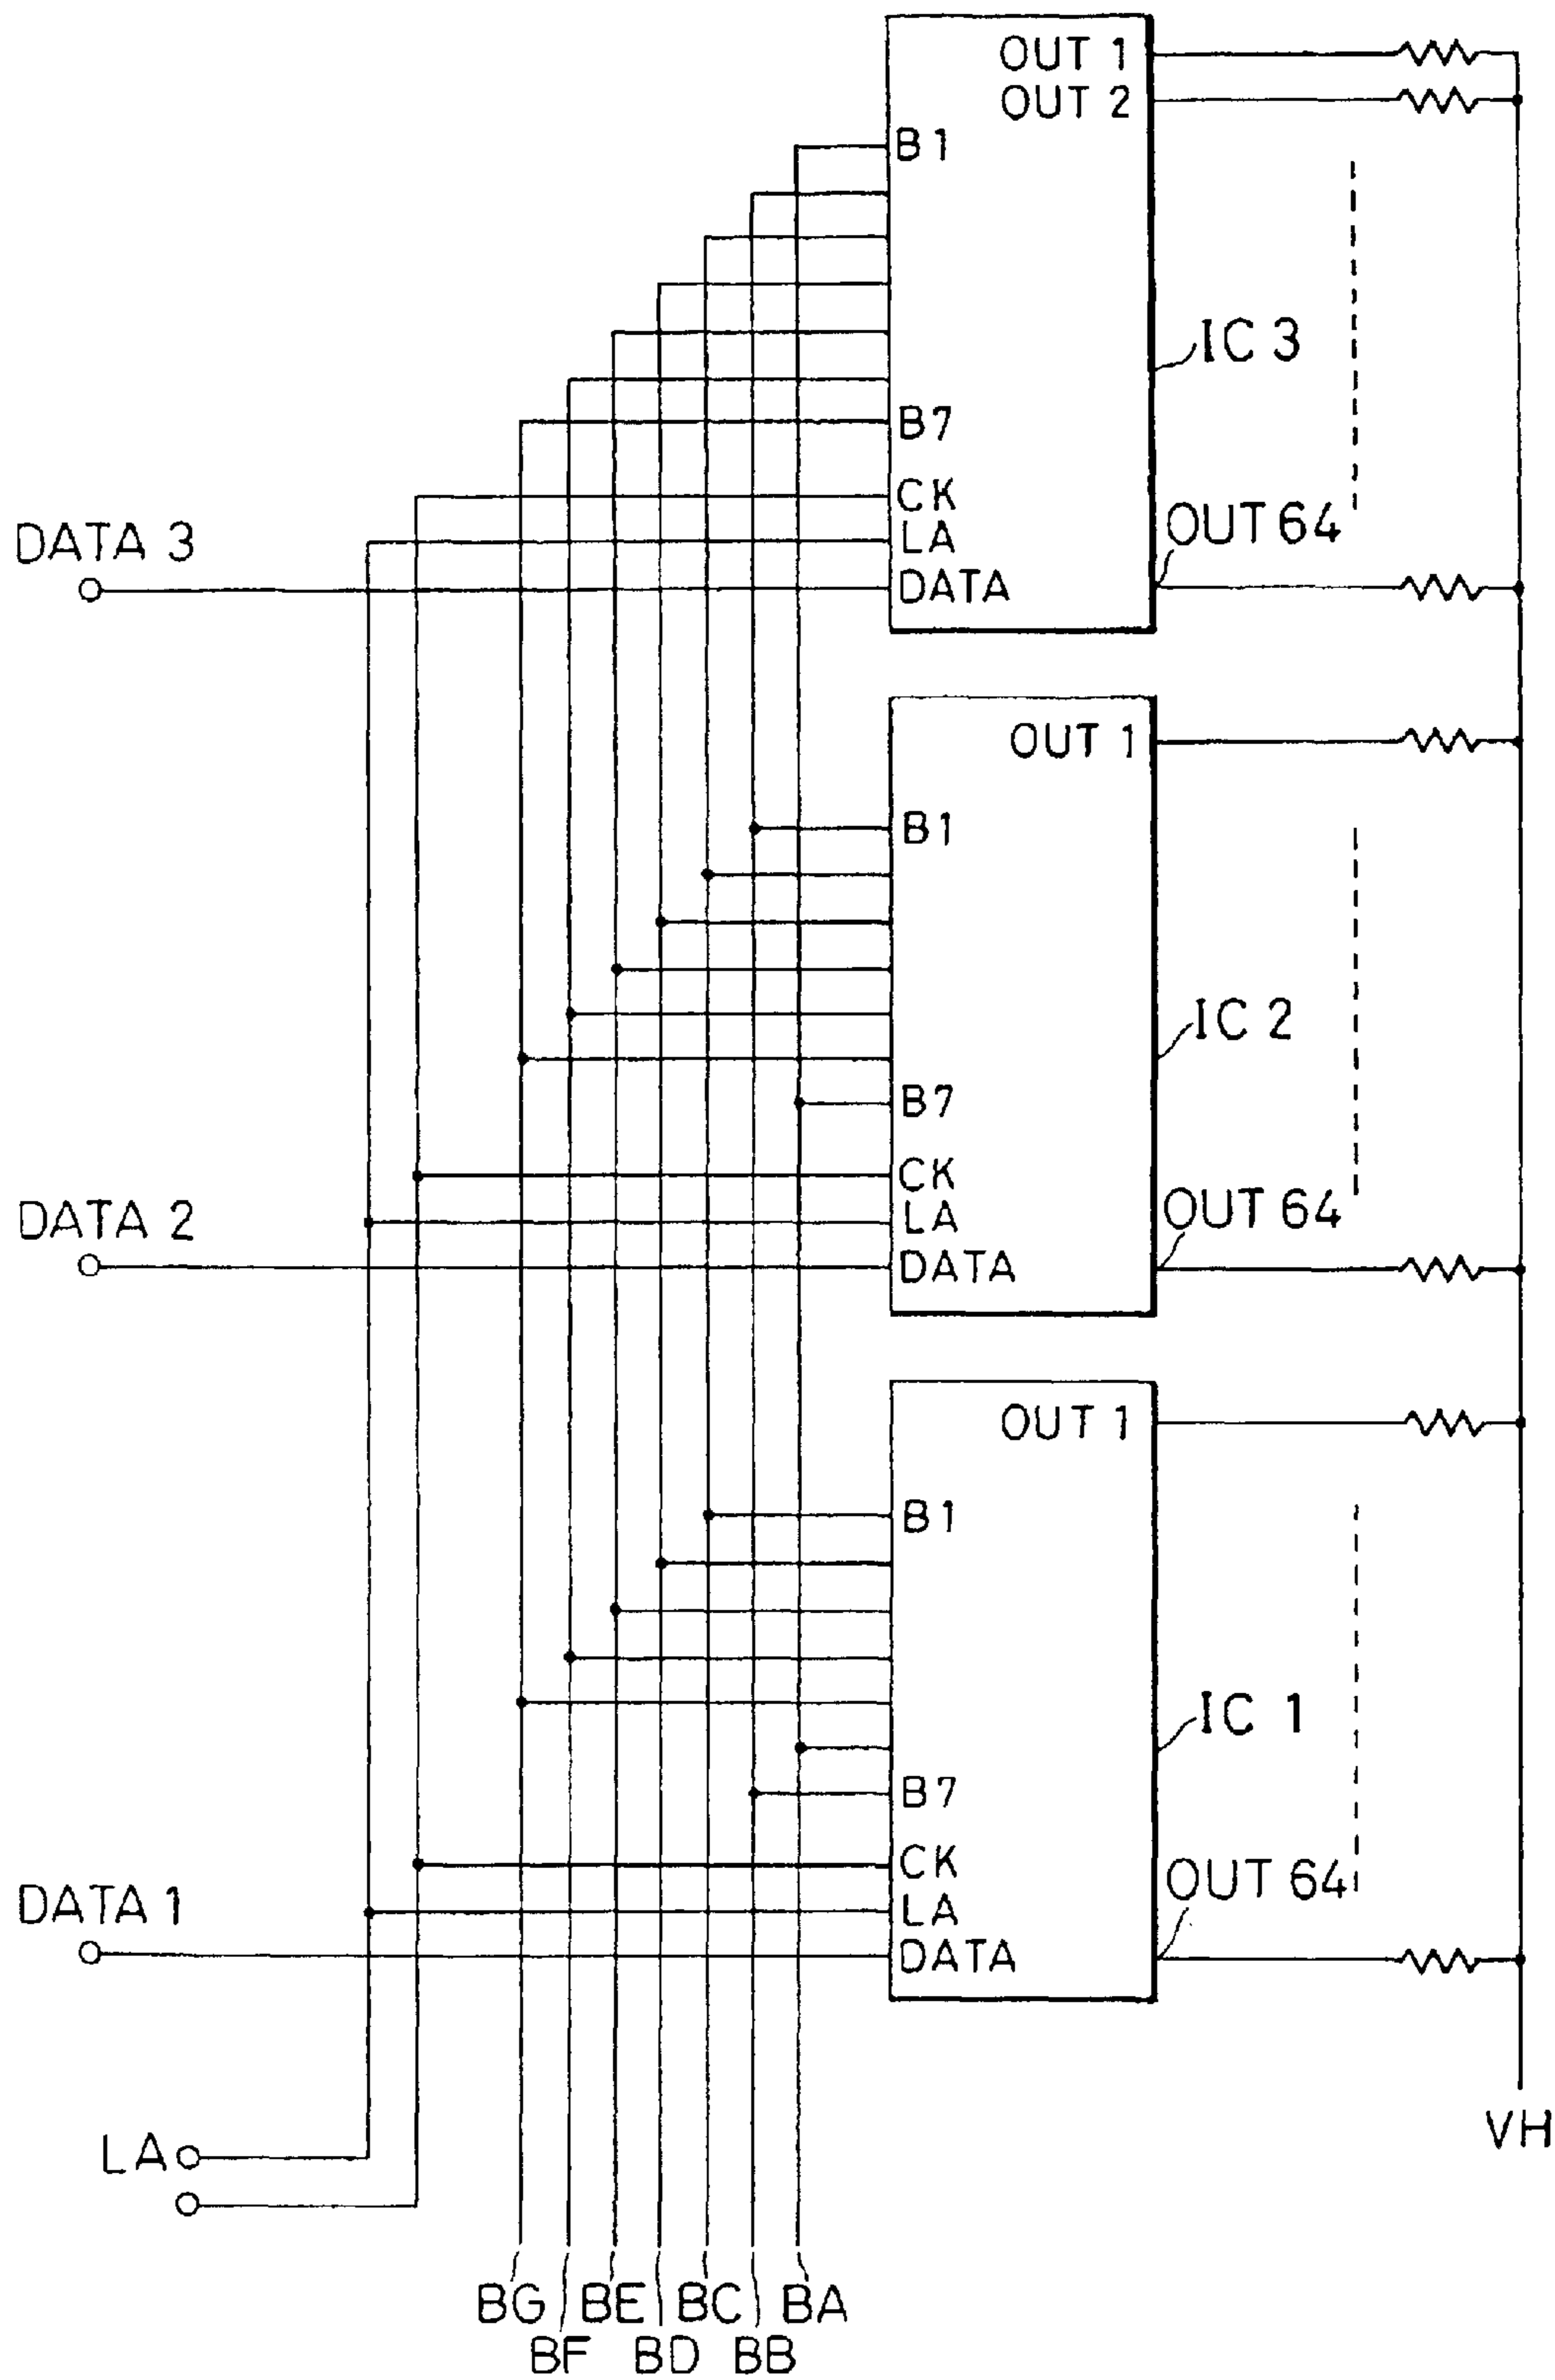 OUT 1
OUT 2
B1
IC 3
B7
CK
OUT 64
LA
DATA 3
DATA
OUT 1
B1
IC 2
B7
CK
OUT 64
LA
DATA 2
DATA
OUT 1
B1
IC 1
B7
CK
OUT 64
LA
DATA 1
DATA
VH
LA
BG BE BC BA
BF BD BB